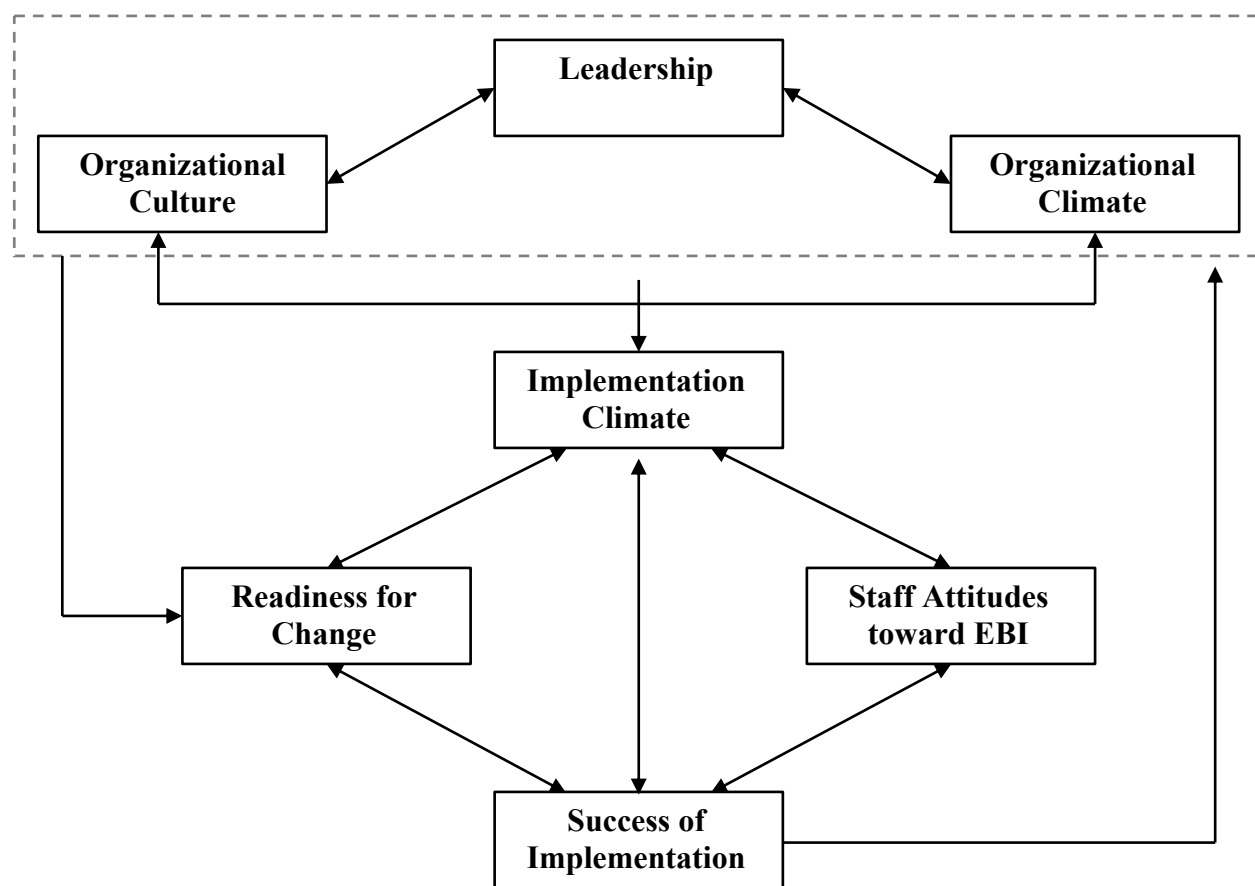 Leadership
Organizational
Culture
Organizational
Climate
Implementation
Climate
Readiness for
Change
Staff Attitudes
toward EBI
Success of
Implementation